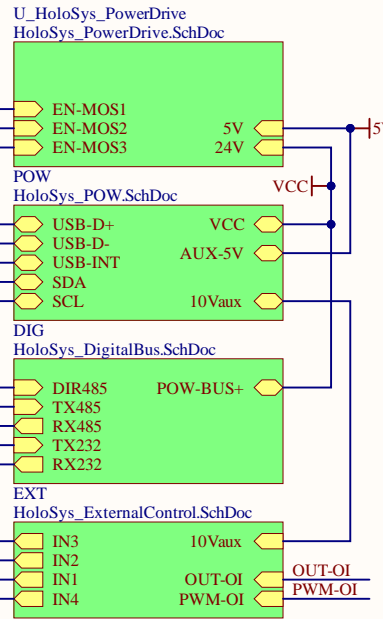 U_HoloSys_PowerDrive
HoloSys_PowerDrive.SchDoc
EN-MOS1
EN-MOS2 5V
EN-MOS3 24V
5V
VCC
POW
HoloSys_POW.SchDoc
USB-D+ VCC
USB-D-
AUX-5V
USB-INT
SDA
SCL 10Vaux
DIG
HoloSys_DigitalBus.SchDoc
DIR485 POW-BUS+
TX485
RX485
TX232
RX232
EXT
HoloSys_ExternalControl.SchDoc
IN3 10Vaux
IN2
IN1 OUT-OI OUT-OI
IN4 PWM-OI PWM-OI